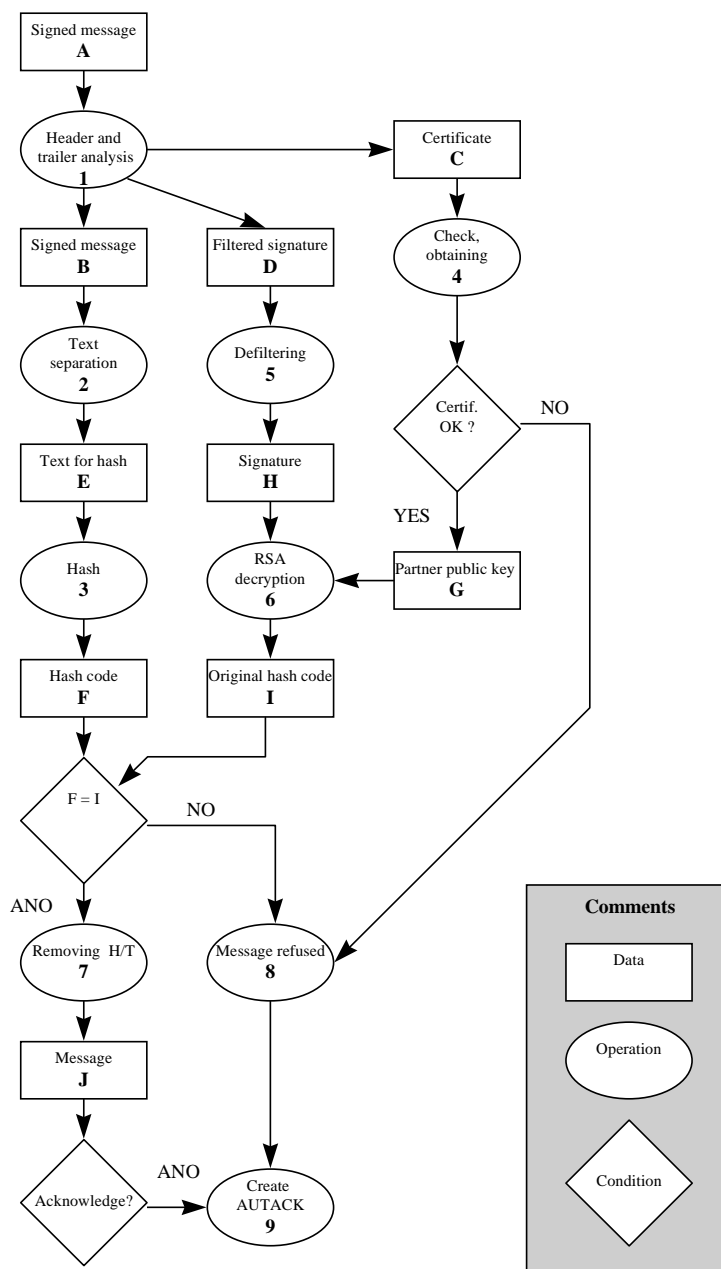 Signed message
A
Header and
trailer analysis
1
Certificate
C
Signed message
B
Filtered signature
D
Check,
obtaining
4
Text
separation
2
Defiltering
5
Certif.
OK ?
NO
Text for hash
E
Signature
H
YES
Hash
3
RSA
decryption
6
Partner public key
G
Hash code
F
Original hash code
I
F = I
NO
ANO
Removing H/T
7
Message refused
8
Message
J
Acknowledge?
ANO
Create
AUTACK
9
Comments
Data
Operation
Condition